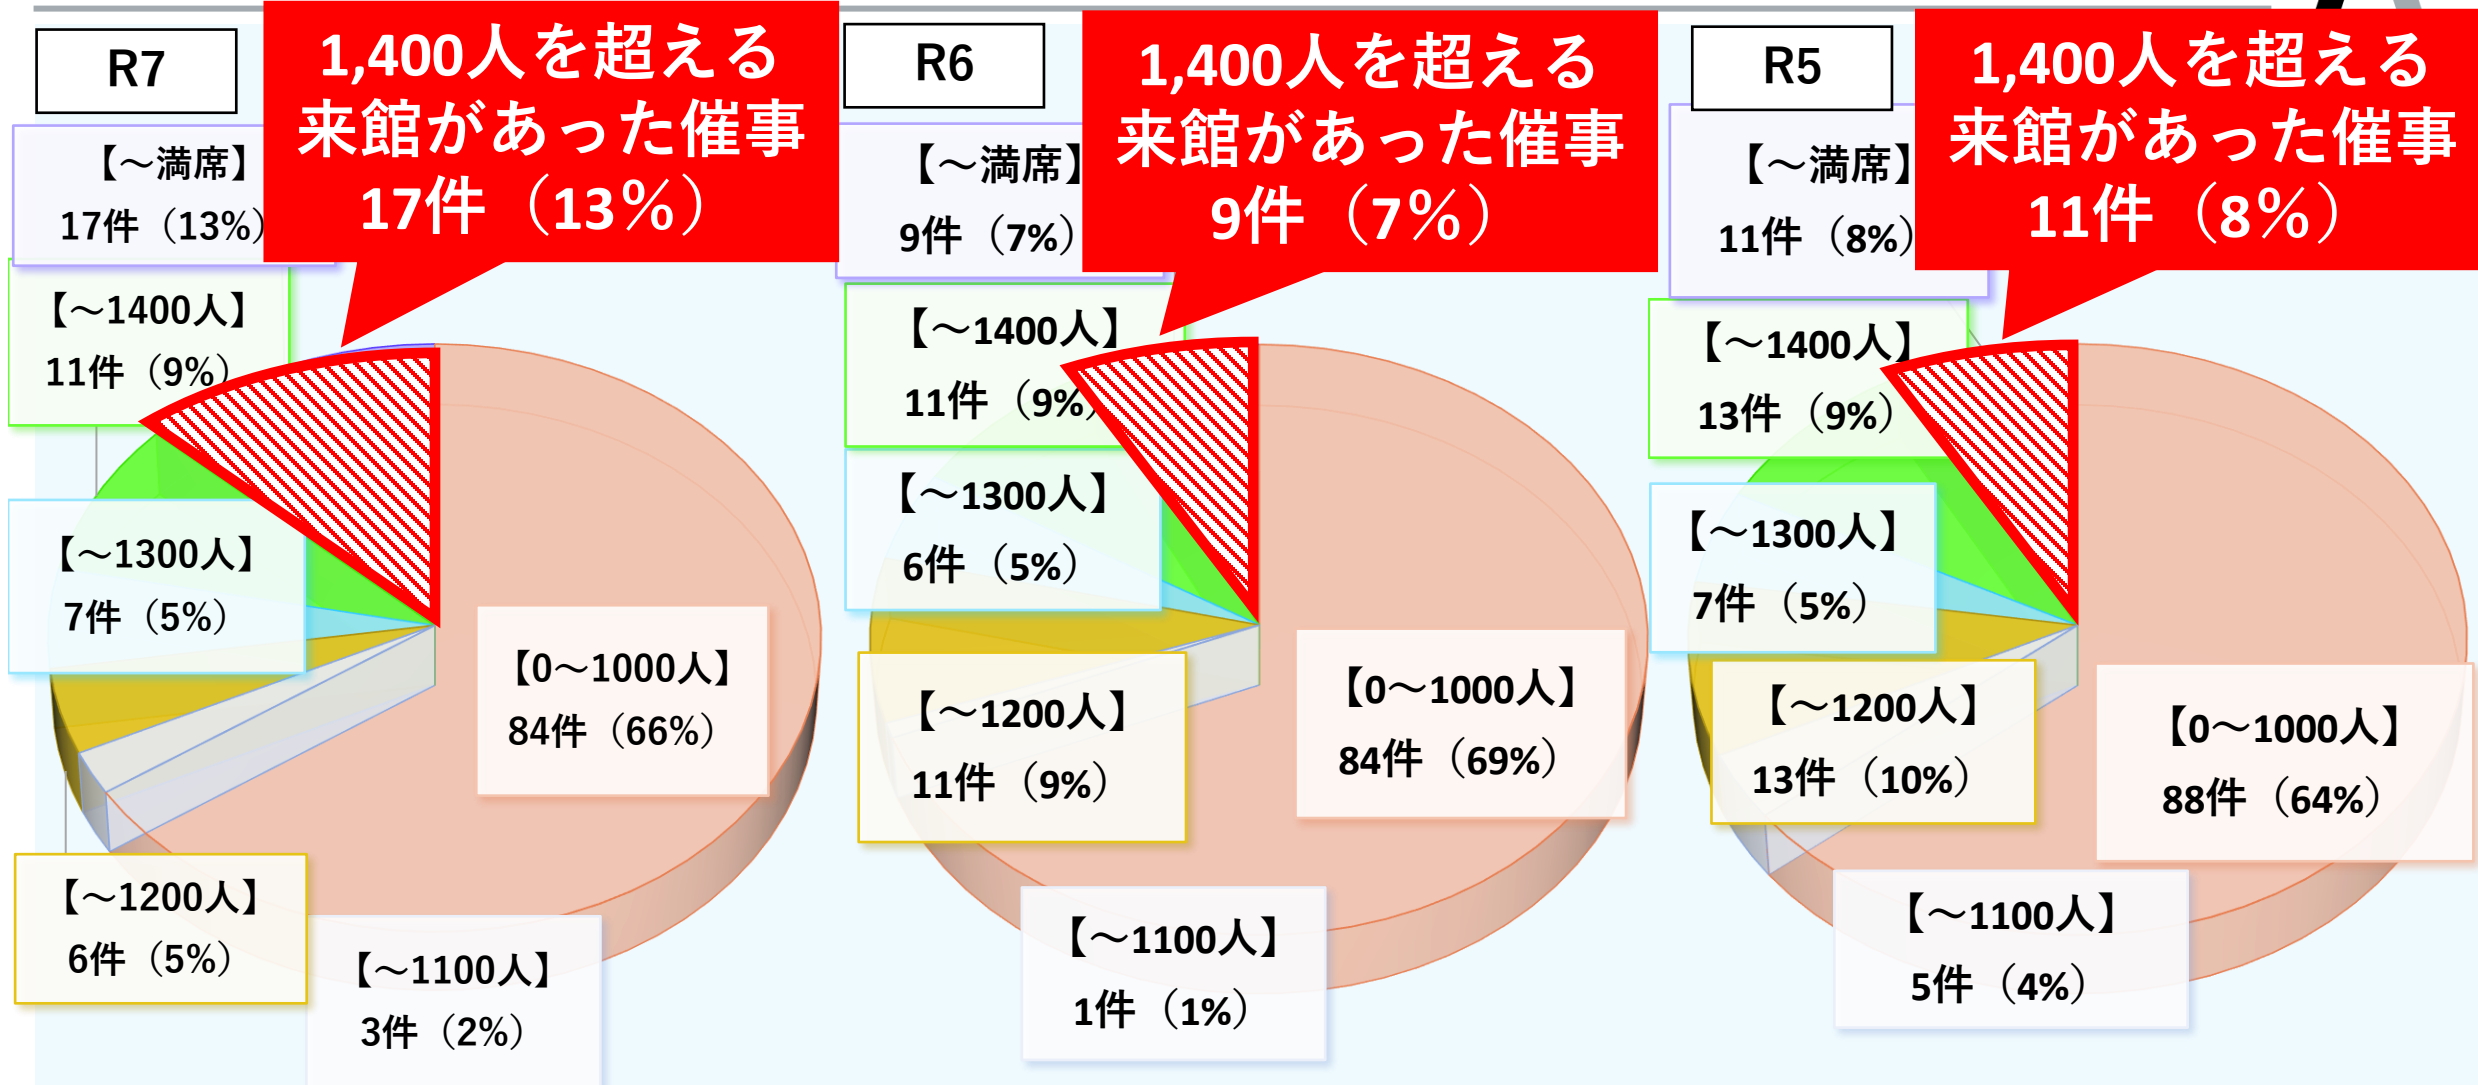 R7
1,400人を超える
来館があった催事
17件（13％）
【～満席】
17件（13%）
【～1400人】
11件（9%）
【～1300人】
7件（5%）
【0～1000人】
84件（66%）
【～1200人】
6件（5%）
【～1100人】
3件（2%）
R6
1,400人を超える
来館があった催事
9件（7％）
【～満席】
9件（7%）
【～1400人】
11件（9%）
【～1300人】
6件（5%）
【～1200人】
11件（9%）
【0～1000人】
84件（69%）
【～1100人】
1件（1%）
R5
1,400人を超える
来館があった催事
11件（8％）
【～満席】
11件（8%）
【～1400人】
13件（9%）
【～1300人】
7件（5%）
【～1200人】
13件（10%）
【0～1000人】
88件（64%）
【～1100人】
5件（4%）